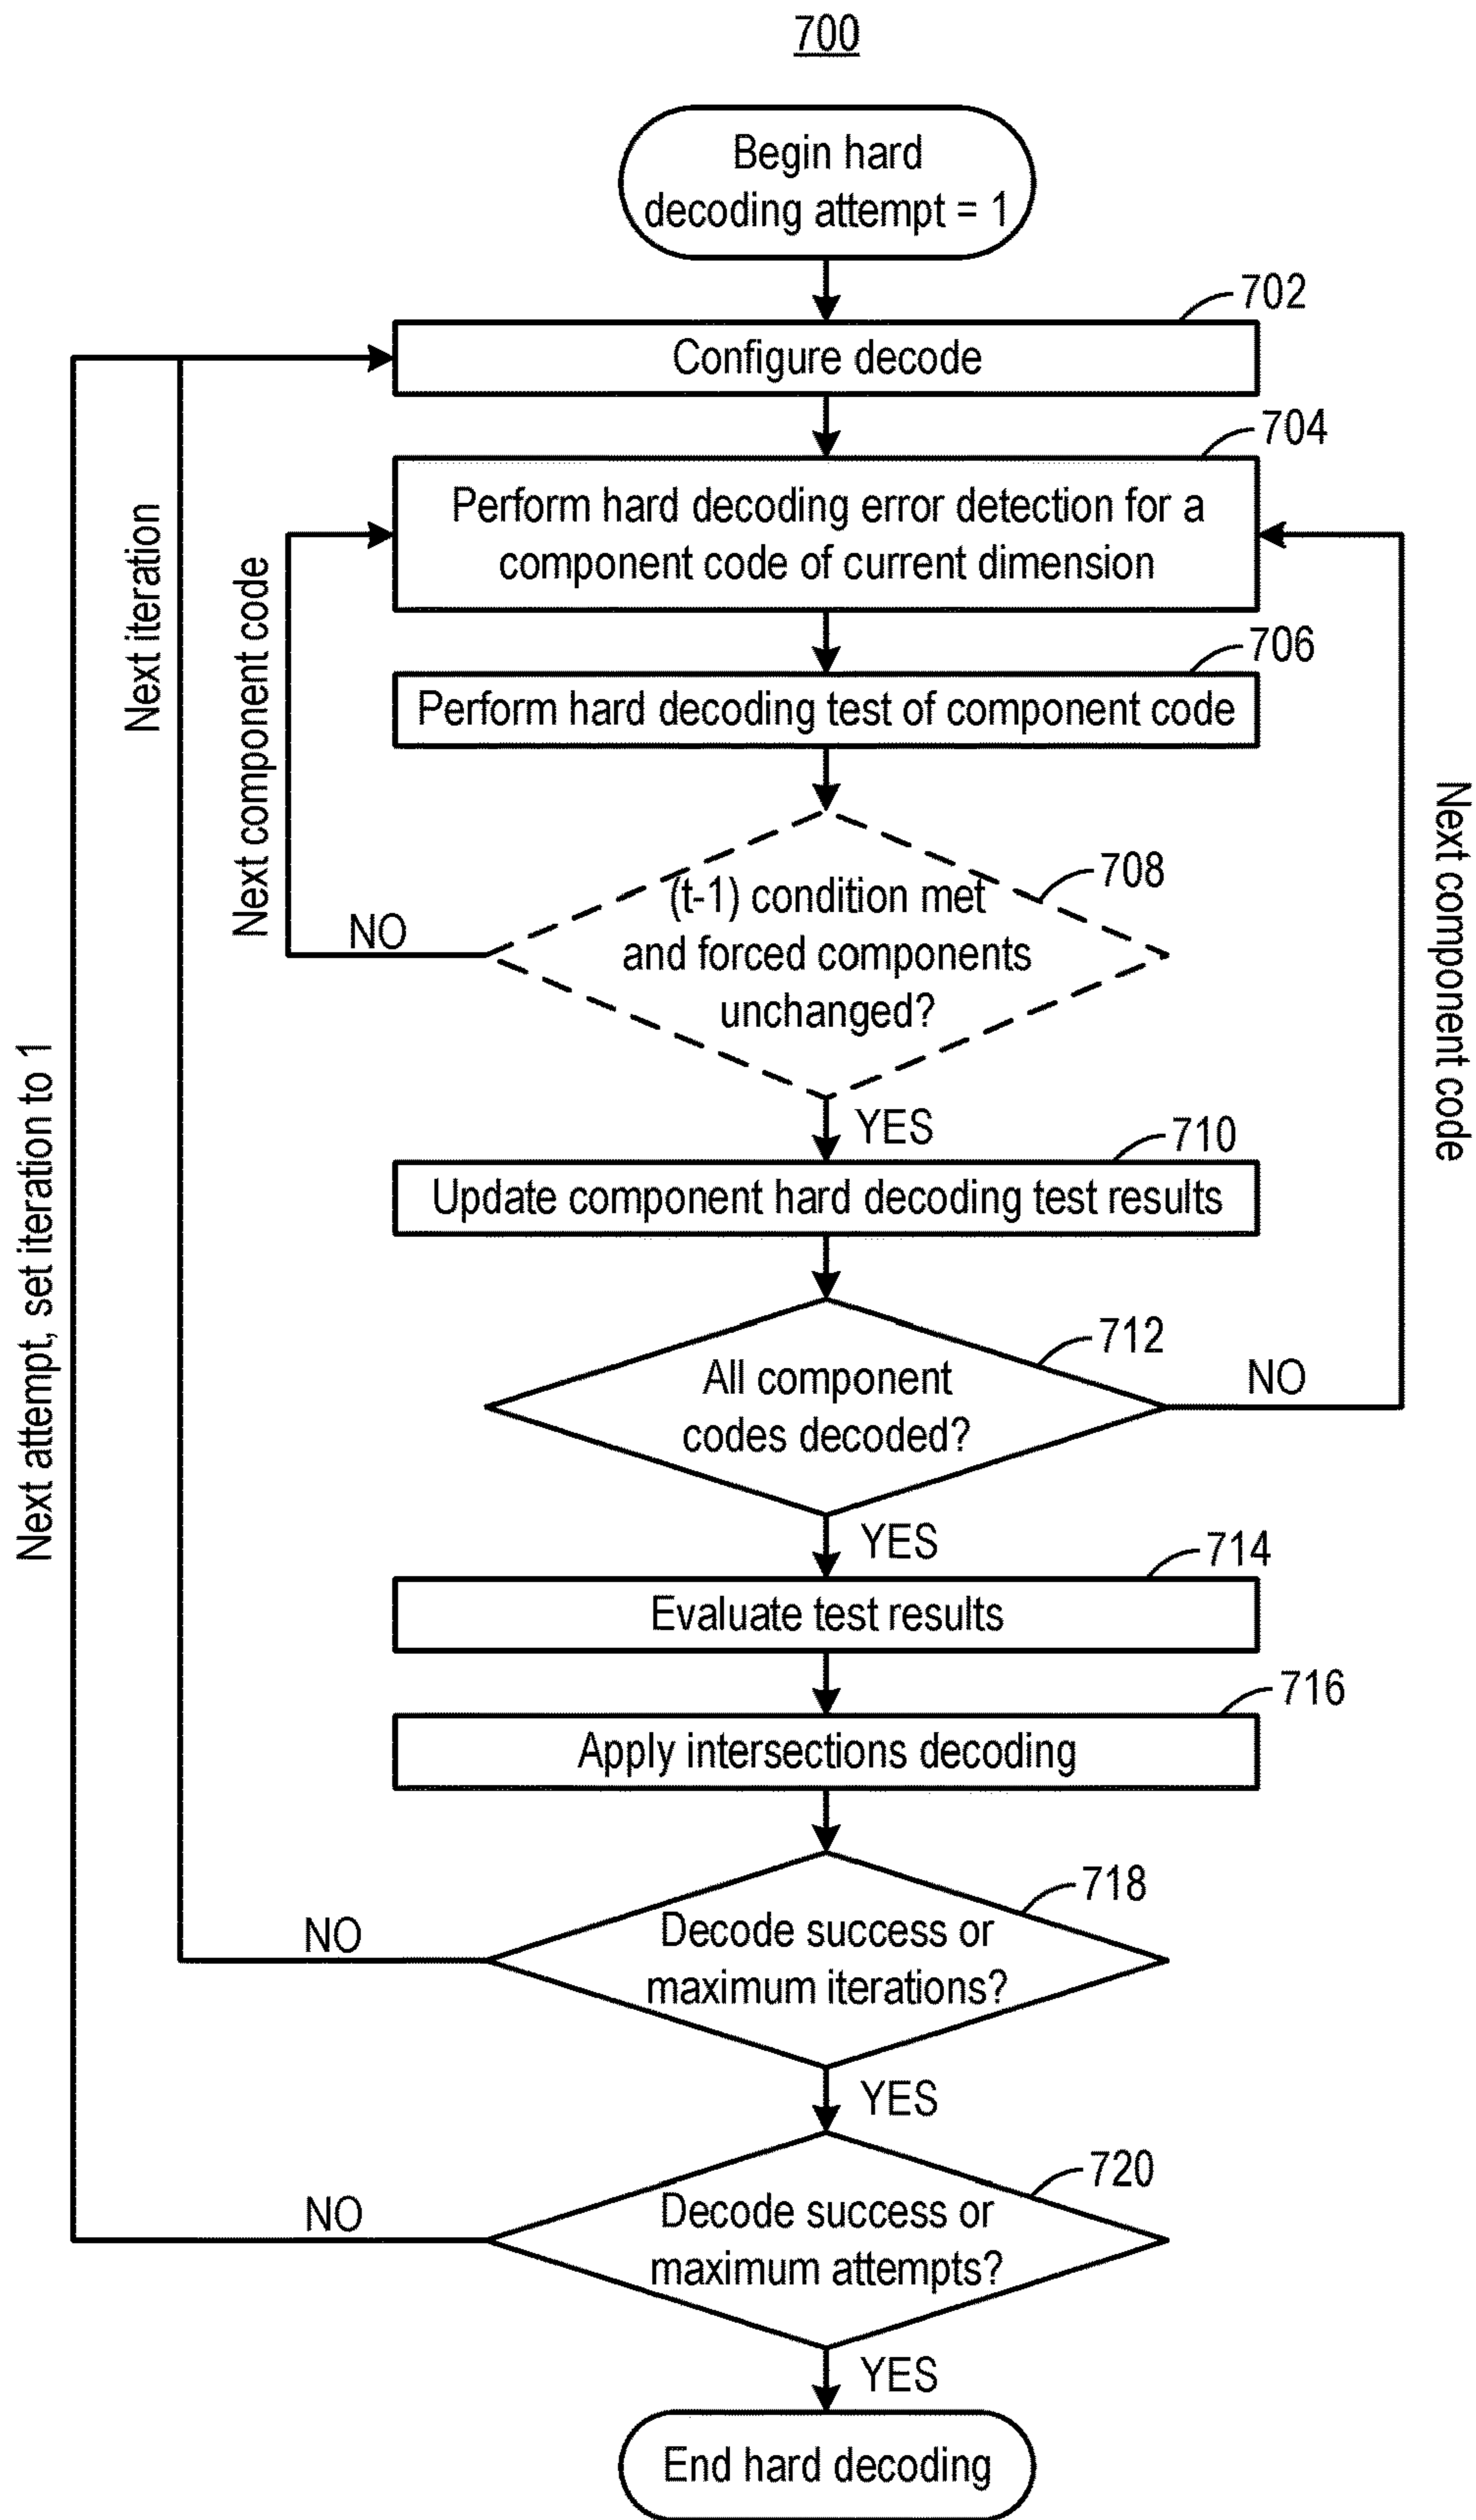 700
Begin hard
decoding attempt = 1
702
Configure decode
704
Perform hard decoding error detection for a
component code of current dimension
706
Perform hard decoding test of component code
708
(t-1) condition met
and forced components
unchanged?
NO
Next component code
YES
710
Update component hard decoding test results
712
All component
codes decoded?
NO
Next component code
YES
714
Evaluate test results
716
Apply intersections decoding
718
Decode success or
maximum iterations?
NO
Next iteration
YES
720
Decode success or
maximum attempts?
NO
Next attempt, set iteration to 1
YES
End hard decoding